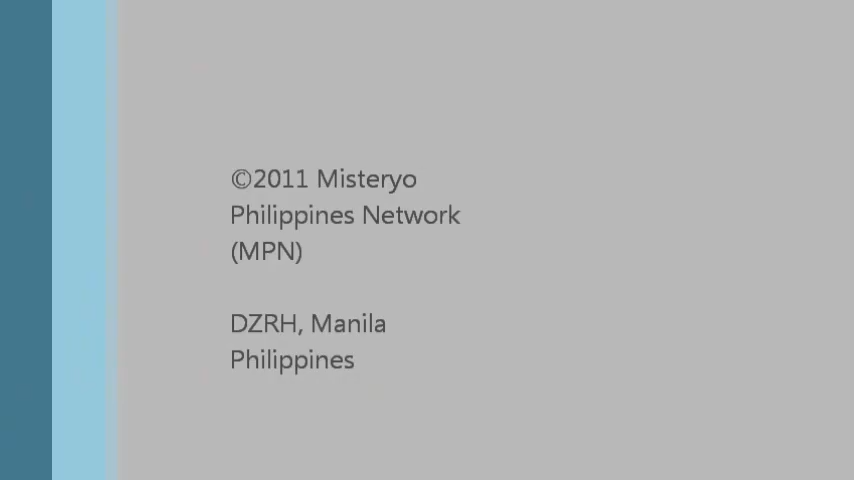 ©2011 Misteryo
Philippines Network
(MPN)
DZRH, Manila
Philippines